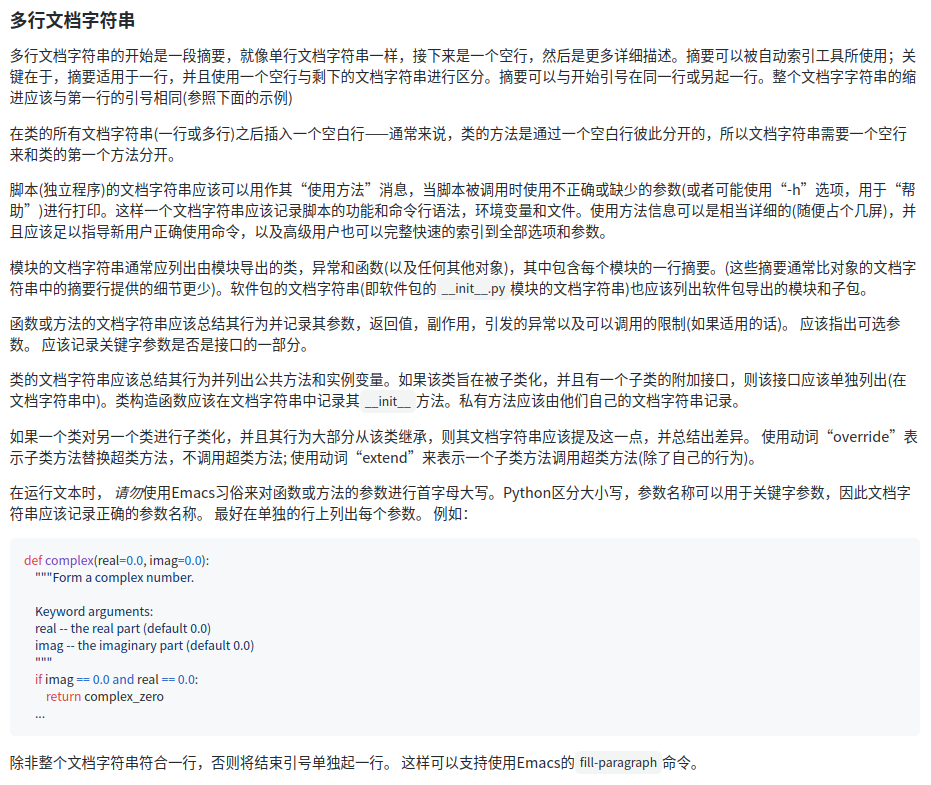 多行文档字符串
多行文档字符串的开始是一段摘要，就像单行文档字符串一样，接下来是一个空行，然后是更多详细描述。摘要可以被自动索引工具所使用；关
键在于，摘要适用于一行，并且使用一个空行与剩下的文档字符串进行区分。摘要可以与开始引号在同一行或另起一行。整个文档字字符串的缩
进应该与第一行的引号相同(参照下面的示例)
在类的所有文档字符串(一行或多行)之后插入一个空白行——通常来说，类的方法是通过一个空白行彼此分开的，所以文档字符串需要一个空行
来和类的第一个方法分开。
脚本(独立程序)的文档字符串应该可以用作其“使用方法”消息，当脚本被调用时使用不正确或缺少的参数(或者可能使用“-h”选项，用于“帮
助”)进行打印。这样一个文档字符串应该记录脚本的功能和命令行语法，环境变量和文件。使用方法信息可以是相当详细的(随便占个几屏)，并
且应该足以指导新用户正确使用命令，以及高级用户也可以完整快速的索引到全部选项和参数。
模块的文档字符串通常应列出由模块导出的类，异常和函数(以及任何其他对象)，其中包含每个模块的一行摘要。(这些摘要通常比对象的文档字
符串中的摘要行提供的细节更少)。软件包的文档字符串(即软件包的 __init__.py 模块的文档字符串)也应该列出软件包导出的模块和子包。
函数或方法的文档字符串应该总结其行为并记录其参数，返回值，副作用，引发的异常以及可以调用的限制(如果适用的话)。 应该指出可选参
数。 应该记录关键字参数是否是接口的一部分。
类的文档字符串应该总结其行为并列出公共方法和实例变量。如果该类旨在被子类化，并且有一个子类的附加接口，则该接口应该单独列出(在
文档字符串中)。类构造函数应该在文档字符串中记录其 __init__ 方法。私有方法应该由他们自己的文档字符串记录。
如果一个类对另一个类进行子类化，并且其行为大部分从该类继承，则其文档字符串应该提及这一点，并总结出差异。 使用动词“override”表
示子类方法替换超类方法，不调用超类方法; 使用动词“extend”来表示一个子类方法调用超类方法(除了自己的行为)。
在运行文本时， 请勿使用Emacs习俗来对函数或方法的参数进行首字母大写。Python区分大小写，参数名称可以用于关键字参数，因此文档字
符串应该记录正确的参数名称。 最好在单独的行上列出每个参数。 例如：
def complex(real=0.0, imag=0.0):
"""Form a complex number.
Keyword arguments:
real -- the real part (default 0.0)
imag -- the imaginary part (default 0.0)
"""
if imag == 0.0 and real == 0.0:
return complex_zero
...
除非整个文档字符串符合一行，否则将结束引号单独起一行。 这样可以支持使用Emacs的 fill-paragraph 命令。